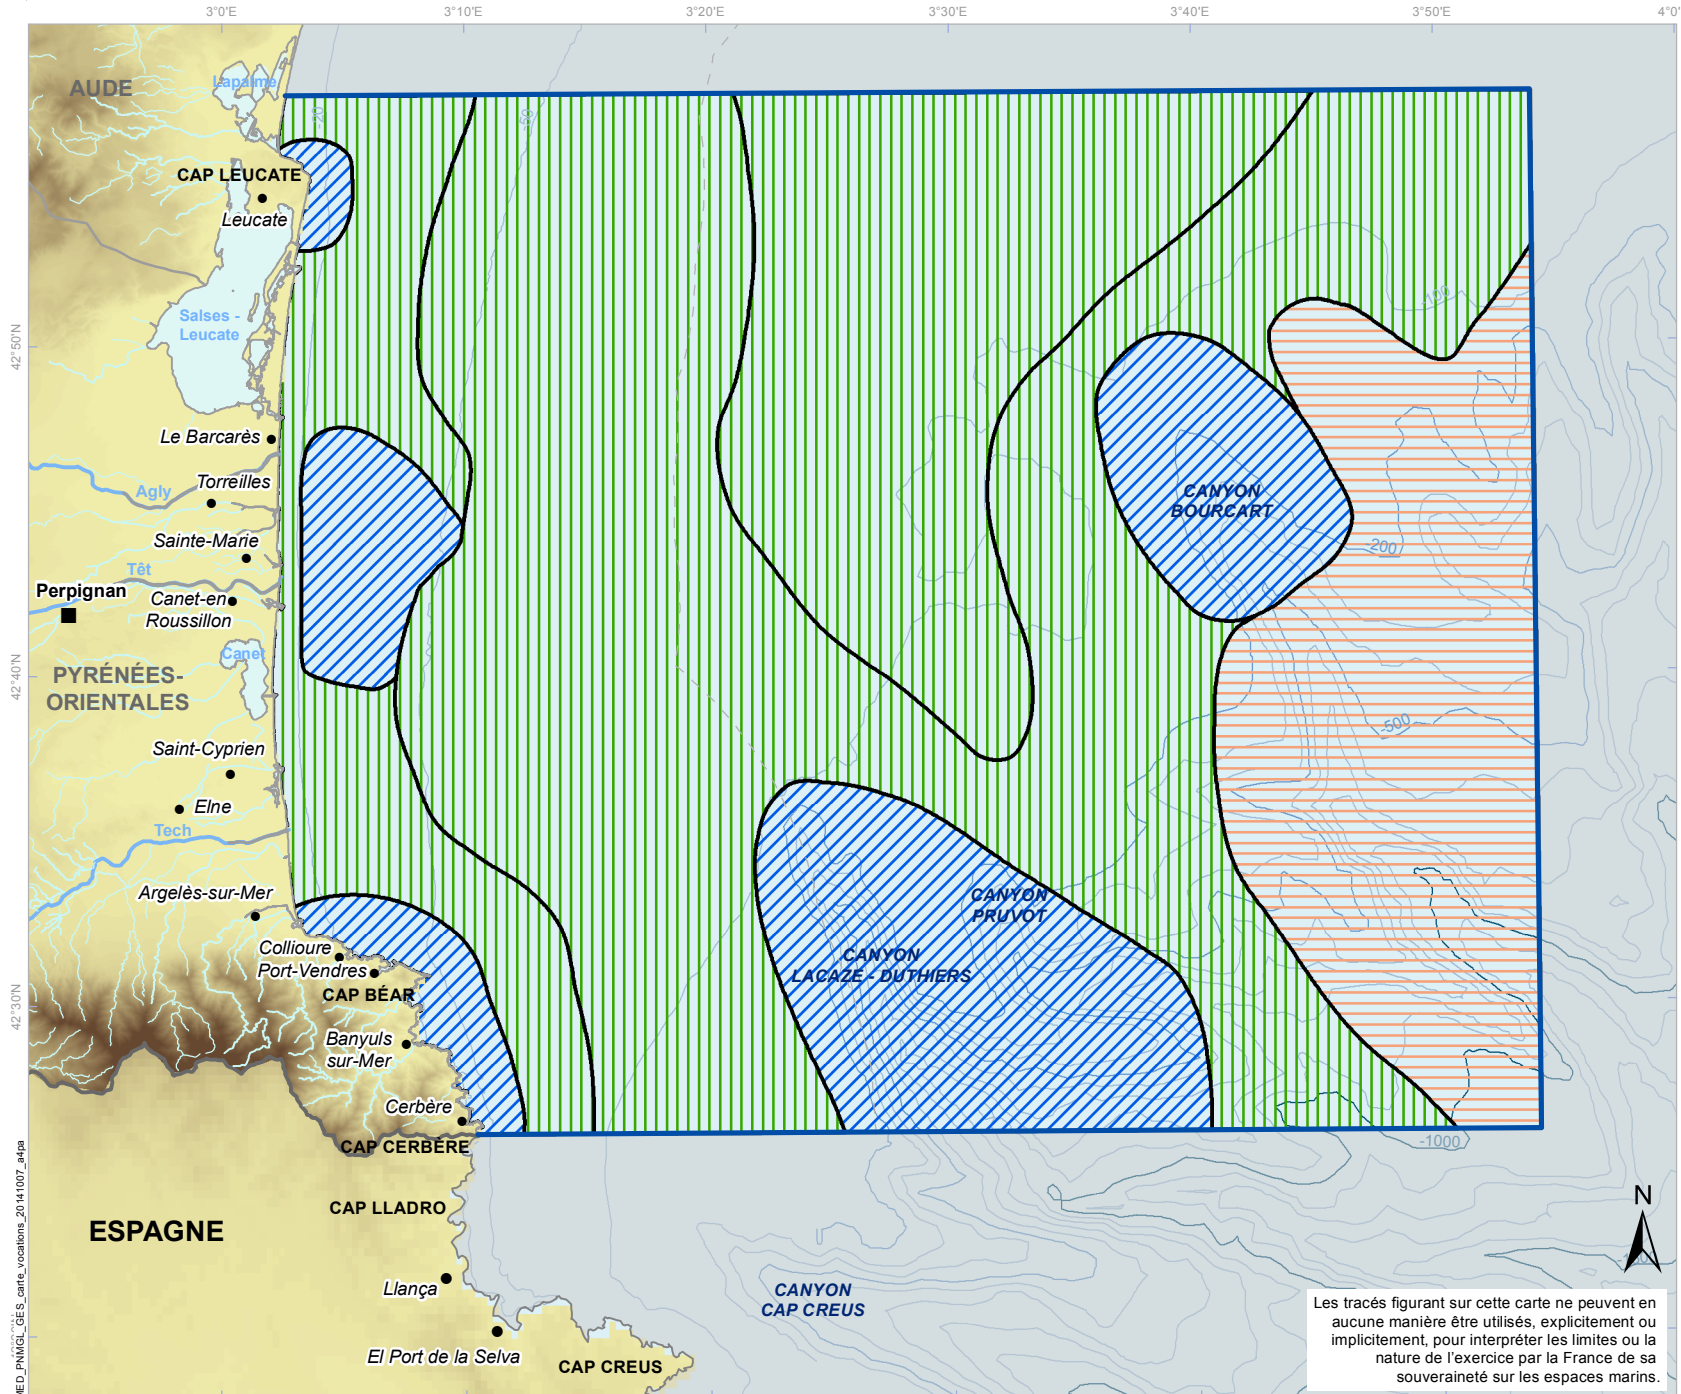 3°0'E
3°10'E
3°20'E
3°30'E
3°40'E
3°50'E
4°0'
AUDE
Lapalme
-20
-50
CAP LEUCATE
Leucate
Salses -
Leucate
-100
42°50'N
Le Barcarès
Torreilles
Agly
CANYON
BOURCART
Sainte-Marie
-200
Têt
Perpignan
Canet-en
Roussillon
Canet
42°40'N
PYRÉNÉES-
ORIENTALES
-500
Saint-Cyprien
Elne
Tech
Argelès-sur-Mer
CANYON
PRUVOT
Collioure
Port-Vendres
CANYON
LACAZE - DUTHIERS
CAP BÉAR
42°30'N
Banyuls
sur-Mer
Cerbère
CAP CERBÈRE
-1000
CAP LLADRO
ESPAGNE
N
Llança
CANYON
CAP CREUS
El Port de la Selva
CAP CREUS
MED_PNMGL_GES_carte_vocations_20141007_a4pa
Les tracés figurant sur cette carte ne peuvent en
aucune manière être utilisés, explicitement ou
implicitement, pour interpréter les limites ou la
nature de l'exercice par la France de sa
souveraineté sur les espaces marins.